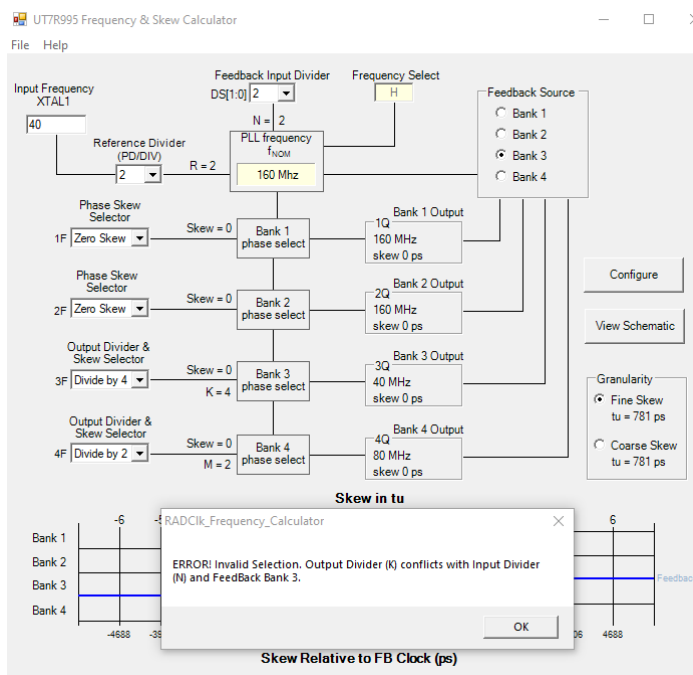 UT7R995 Frequency & Skew Calculator
File Help
Feedback Input Divider
DS[1:0] 2
Frequency Select
H
Input Frequency
XTAL1
40
N = 2
Reference Divider
(PD/DIV)
2
R = 2
PLL frequency
fNOM
160 Mhz
Feedback Source
Bank 1
Bank 2
Bank 3
Bank 4
Phase Skew
Selector
1F Zero Skew
Skew = 0
Bank 1
phase select
Bank 1 Output
1Q
160 MHz
skew 0 ps
Phase Skew
Selector
2F Zero Skew
Skew = 0
Bank 2
phase select
Bank 2 Output
2Q
160 MHz
skew 0 ps
Configure
View Schematic
Output Divider &
Skew Selector
3F Divide by 4
Skew = 0
K = 4
Bank 3
phase select
Bank 3 Output
3Q
40 MHz
skew 0 ps
Output Divider &
Skew Selector
4F Divide by 2
Skew = 0
M = 2
Bank 4
phase select
Bank 4 Output
4Q
80 MHz
skew 0 ps
Granularity
Fine Skew
tu = 781 ps
Coarse Skew
tu = 781 ps
Skew in tu
-6
6
Bank 1
Bank 2
Bank 3
Bank 4
RADClk_Frequency_Calculator
ERROR! Invalid Selection. Output Divider (K) conflicts with Input Divider
(N) and FeedBack Bank 3.
OK
-4688
4688
Skew Relative to FB Clock (ps)